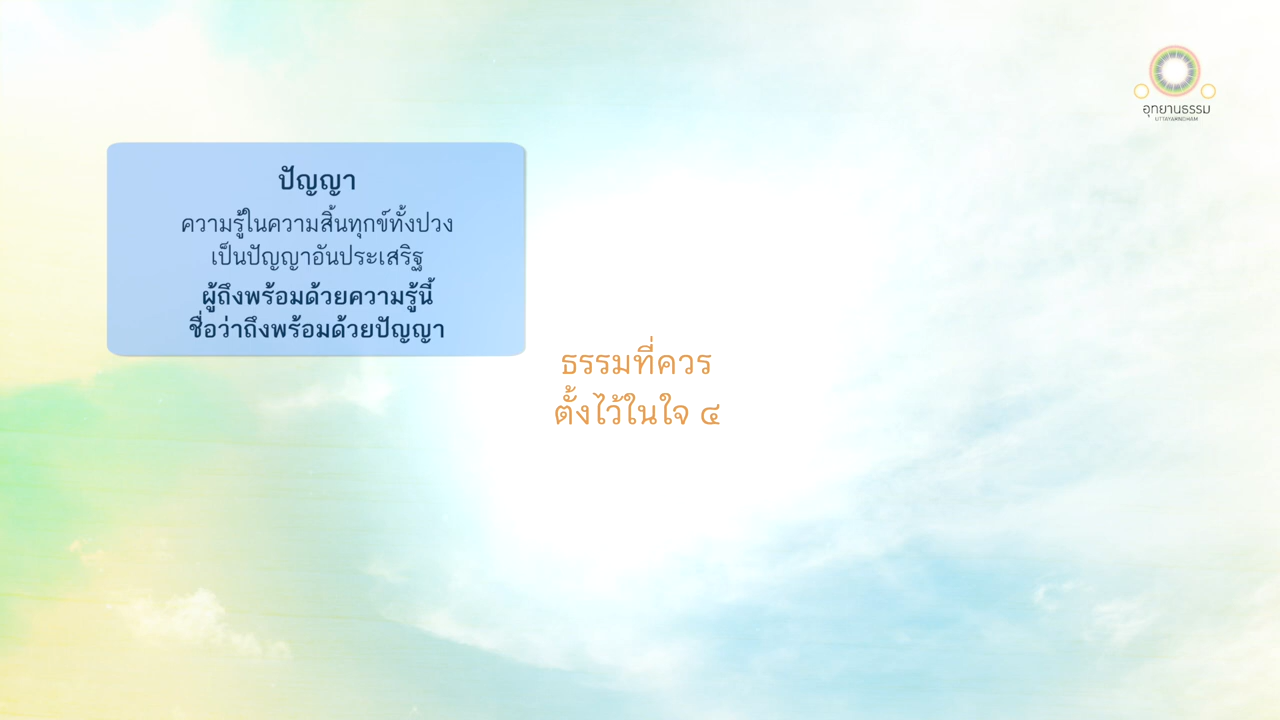 อุทยานธรรม
UTTAYARNDHAM
ปัญญา
ความรู้ในความสิ้นทุกข์ทั้งปวง
เป็นปัญญาอันประเสริฐ
ผู้ถึงพร้อมด้วยความรู้นี้
ชื่อว่าถึงพร้อมด้วยปัญญา
ธรรมที่ควร
ตั้งไว้ในใจ ๔